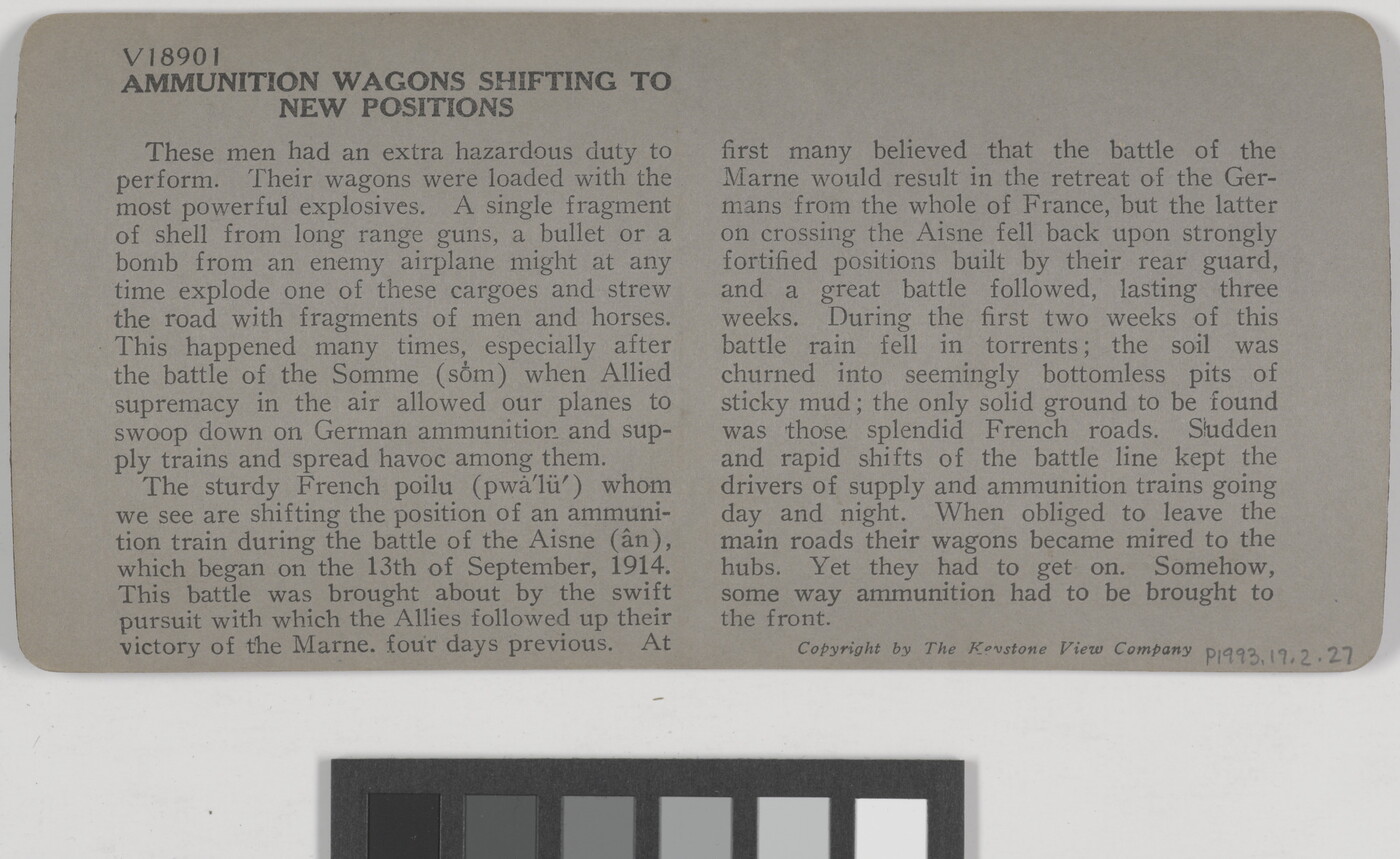 V18901
AMMUNITION WAGONS SHIFTING TO
NEW POSITIONS
These men had an extra hazardous duty to
perform. Their wagons were loaded with the
most powerful explosives. A single fragment
of shell from long range guns, a bullet or a
bomb from an enemy airplane might at any
time explode one of these cargoes and strew
the road with fragments of men and horses.
This happened many times, especially after
the battle of the Somme (sŏm) when Allied
supremacy in the air allowed our planes to
swoop down on German ammunition and sup-
ply trains and spread havoc among them.
The sturdy French poilu (pwȧ′lü′) whom
we see are shifting the position of an ammuni-
tion train during the battle of the Aisne (ân),
which began on the 13th of September, 1914.
This battle was brought about by the swift
pursuit with which the Allies followed up their
victory of the Marne. four days previous. At
first many believed that the battle of the
Marne would result in the retreat of the Ger-
mans from the whole of France, but the latter
on crossing the Aisne fell back upon strongly
fortified positions built by their rear guard,
and a great battle followed, lasting three
weeks. During the first two weeks of this
battle rain fell in torrents; the soil was
churned into seemingly bottomless pits of
sticky mud; the only solid ground to be found
was those splendid French roads. Sudden
and rapid shifts of the battle line kept the
drivers of supply and ammunition trains going
day and night. When obliged to leave the
main roads their wagons became mired to the
hubs. Yet they had to get on. Somehow,
some way ammunition had to be brought to
the front.
Copyright by The Keystone View Company
P1993.19.2.27